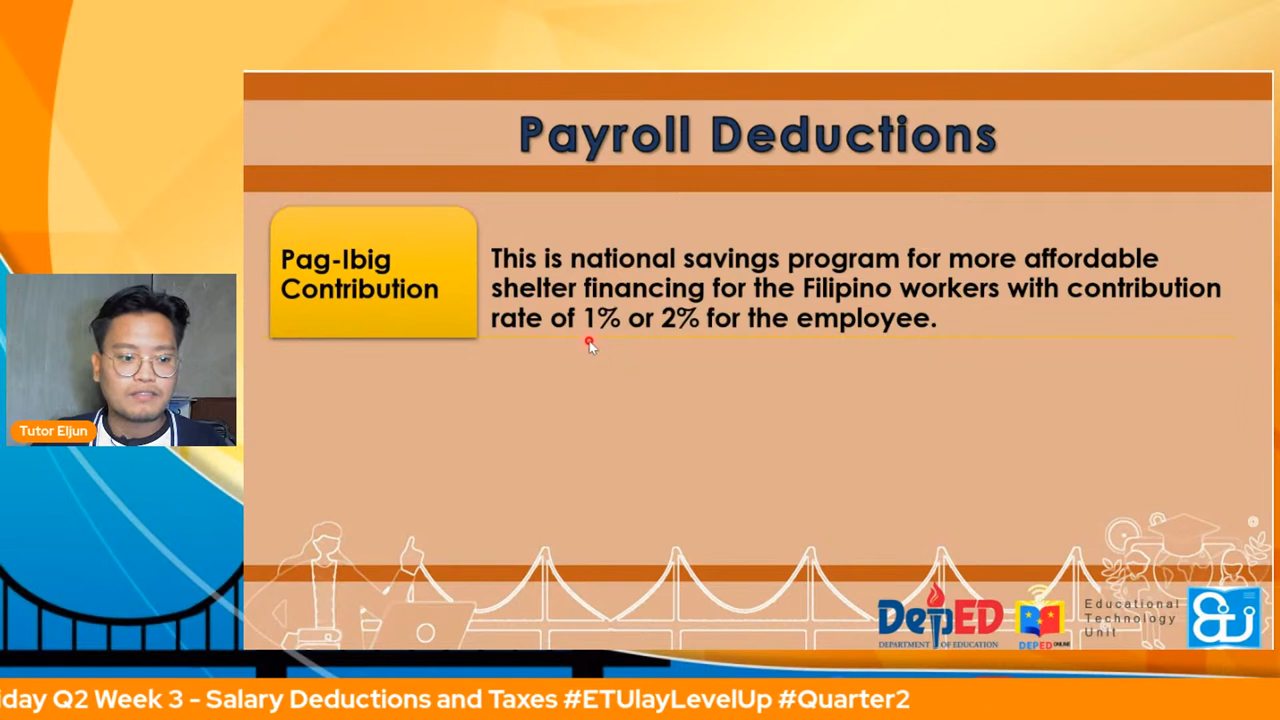 Payroll Deductions
Pag-Ibig
Contribution
This is national savings program for more affordable
shelter financing for the Filipino workers with contribution
rate of 1% or 2% for the employee.
Tutor Eljun
DepED
DEPARTMENT OF EDUCATION
DEPED ONLINE
Educational
Technology
Unit
iday Q2 Week 3 - Salary Deductions and Taxes #ETUlayLevelUp #Quarter2